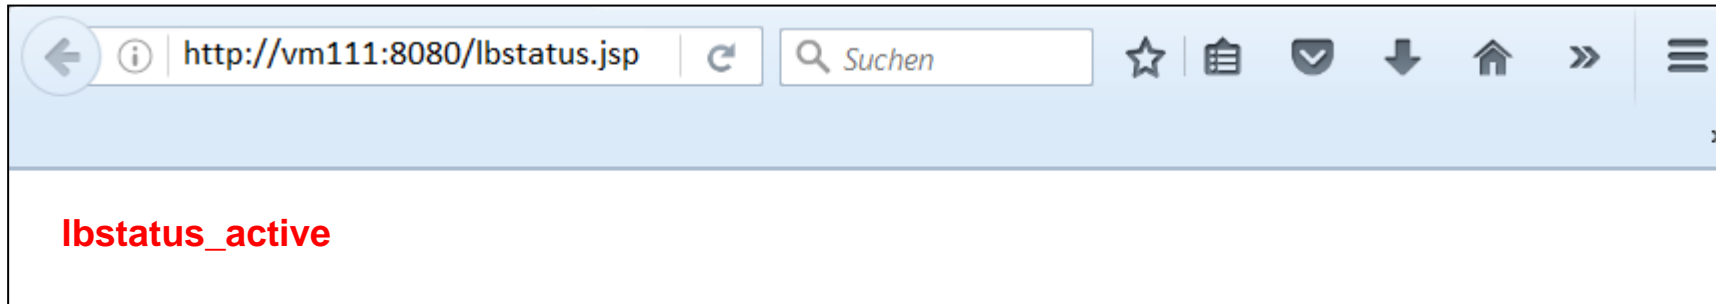 http://vm111:8080/lbstatus.jsp Suchen
lbstatus_active